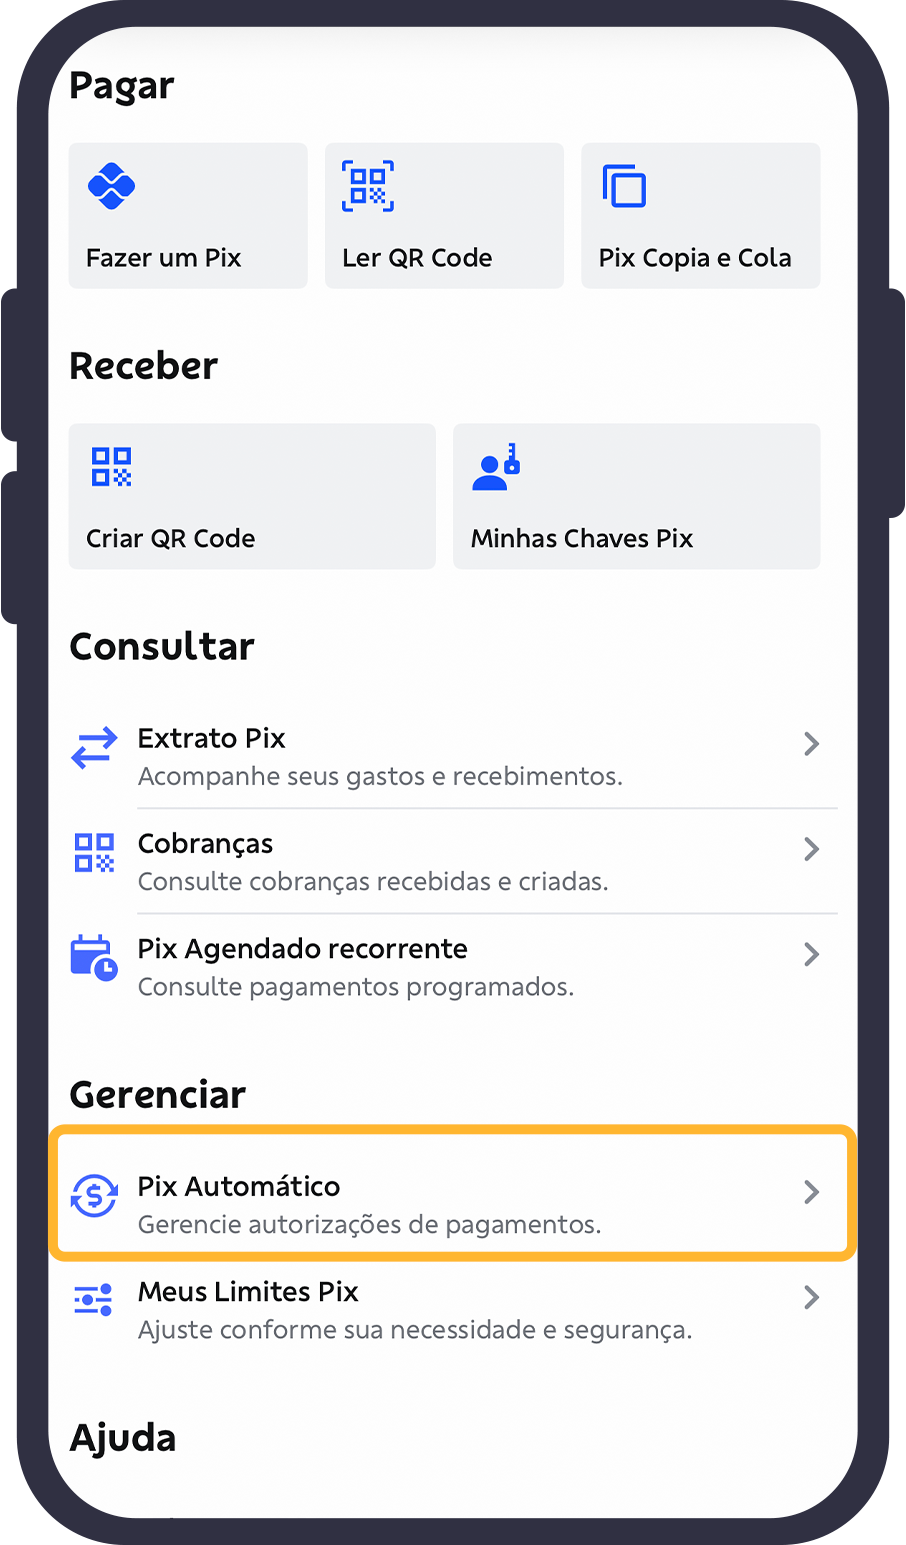 Pagar
Fazer um Pix
Ler QR Code
Pix Copia e Cola
Receber
Criar QR Code
Minhas Chaves Pix
Consultar
Extrato Pix
Acompanhe seus gastos e recebimentos.
Cobranças
Consulte cobranças recebidas e criadas.
Pix Agendado recorrente
Consulte pagamentos programados.
Gerenciar
Pix Automático
Gerencie autorizações de pagamentos.
Meus Limites Pix
Ajuste conforme sua necessidade e segurança.
Ajuda